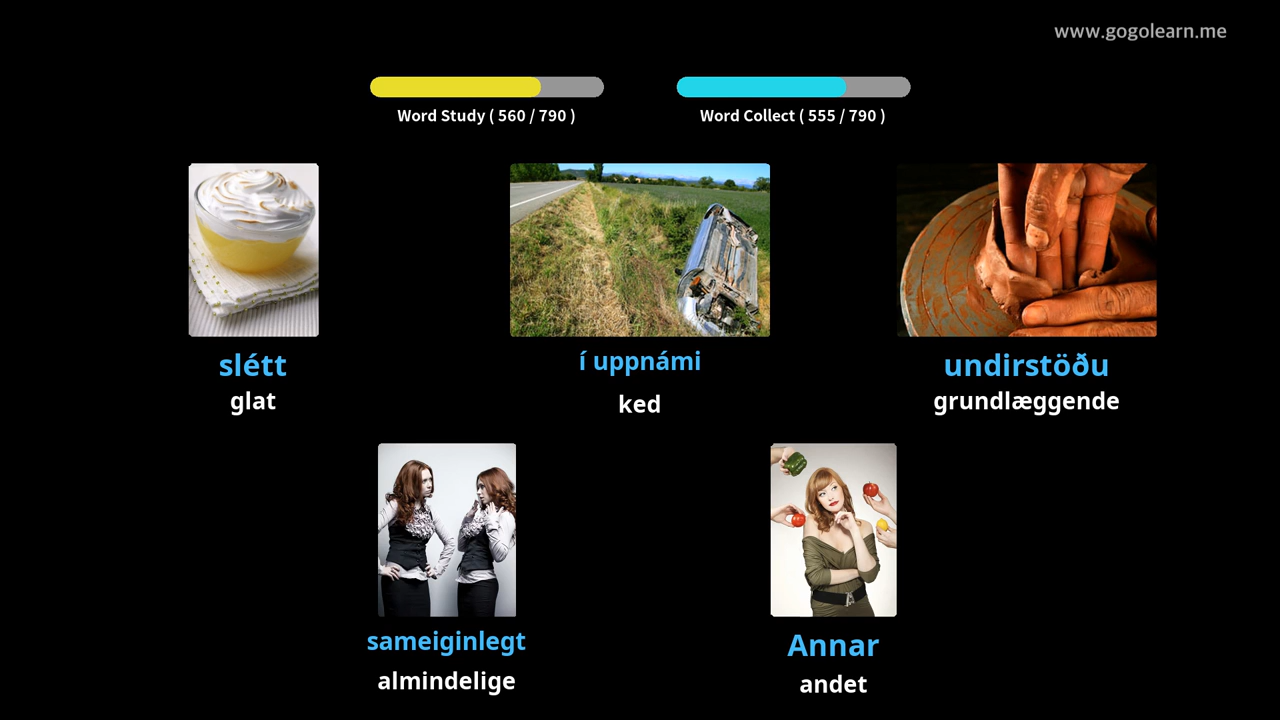 www.gogolearn.me
Word Study ( 560 / 790 )
Word Collect ( 555 / 790 )
slétt
glat
í uppnámi
ked
undirstöðu
grundlæggende
sameiginlegt
almindelige
Annar
andet